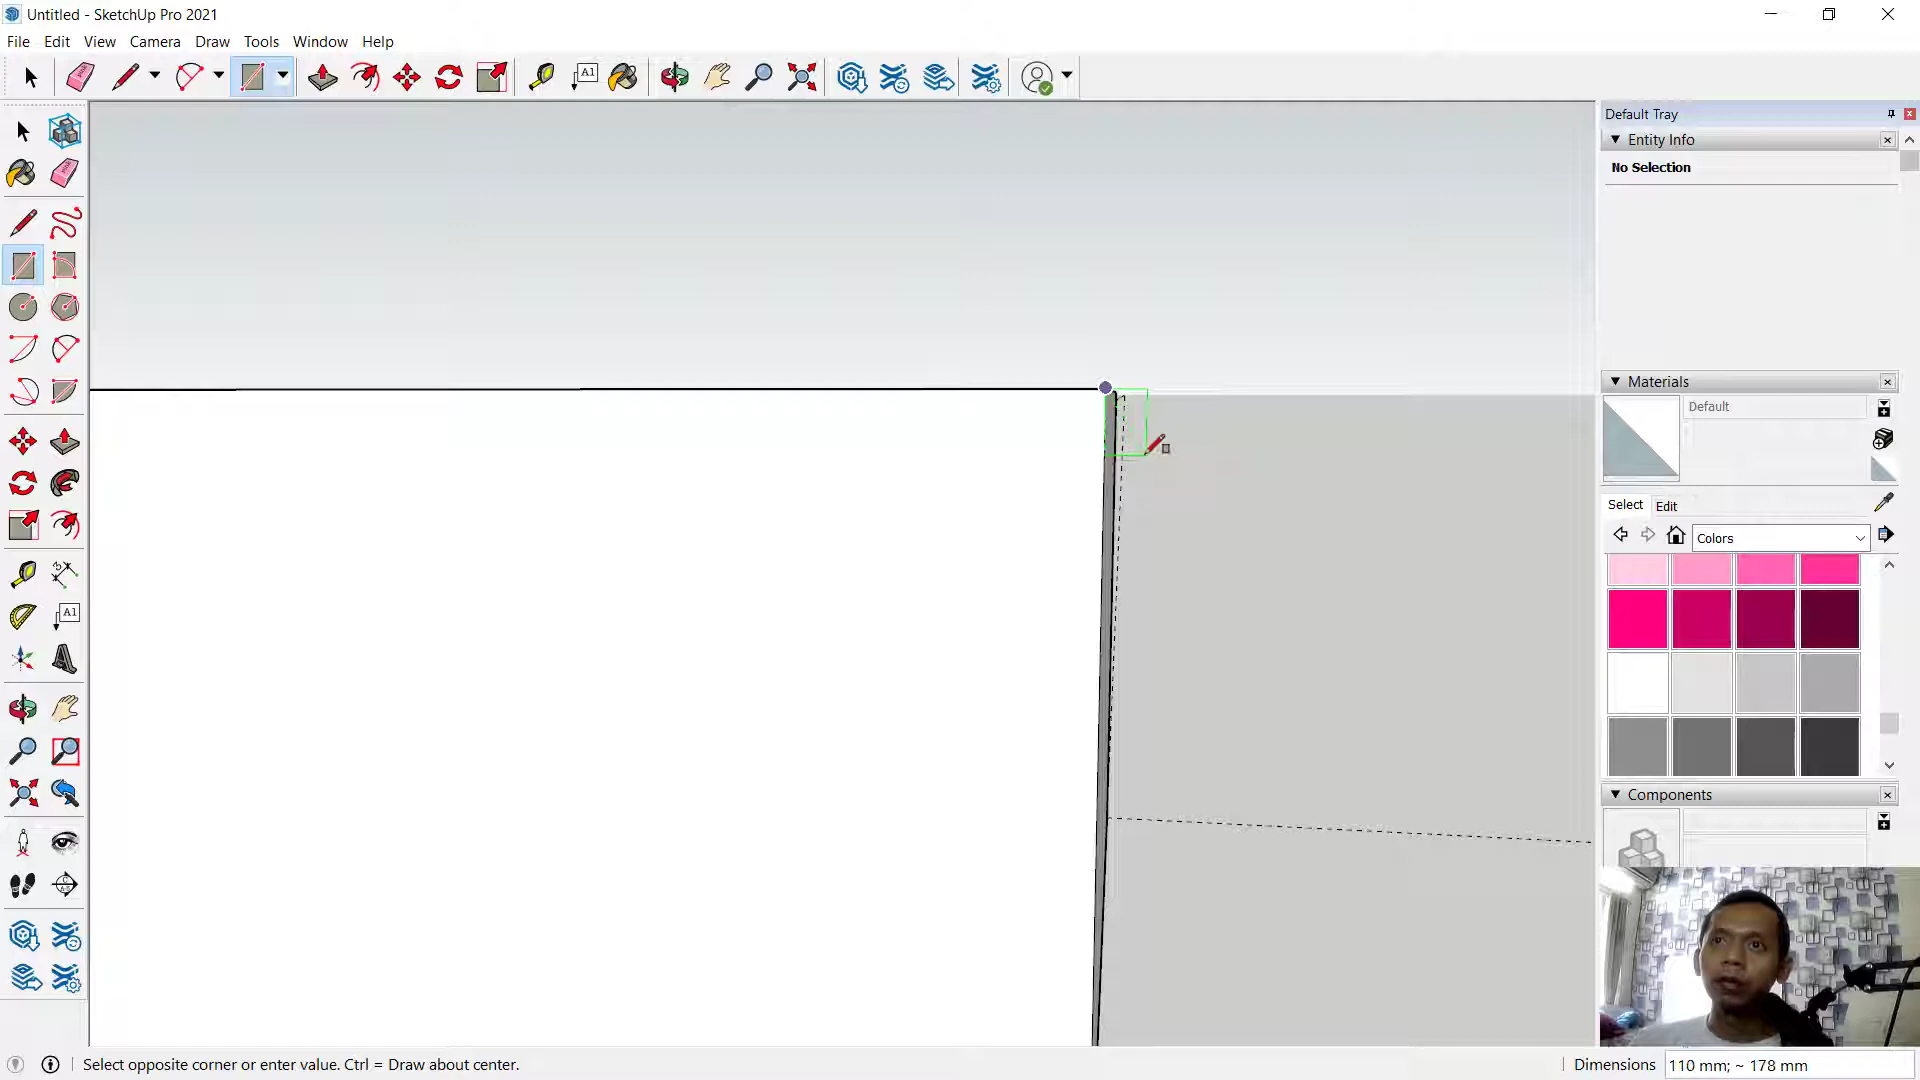 Untitled - SketchUp Pro 2021
File Edit View Camera Draw Tools Window Help
A1
Default Tray
Entity Info
No Selection
Materials
Default
Select Edit
Colors
Components
A1
Select opposite corner or enter value. Ctrl = Draw about center.
Dimensions 110 mm; ~ 178 mm